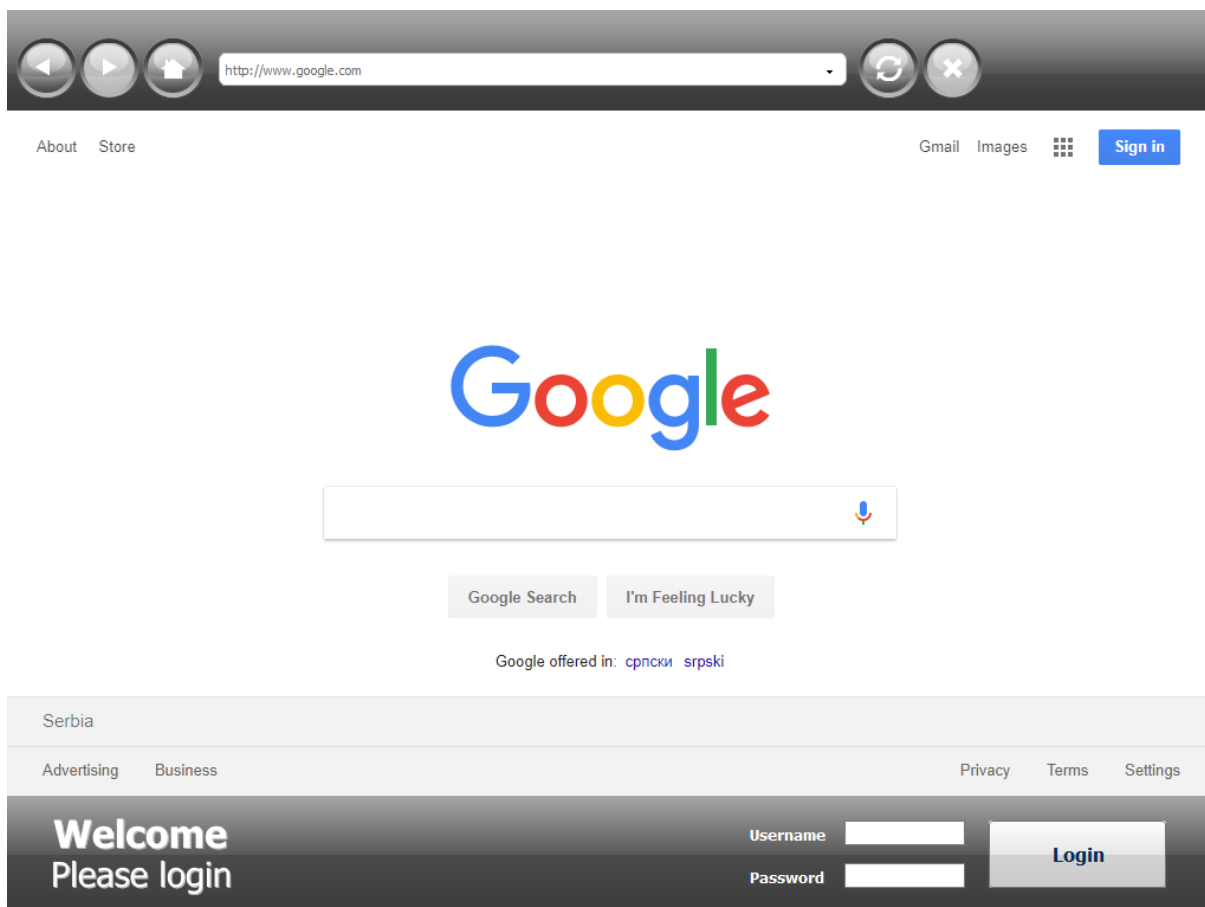 http://www.google.com
About Store Gmail Images Sign in
Google
Google Search I'm Feeling Lucky
Google offered in: српски srpski
Serbia
Advertising Business Privacy Terms Settings
Welcome
Please login
Username
Password
Login